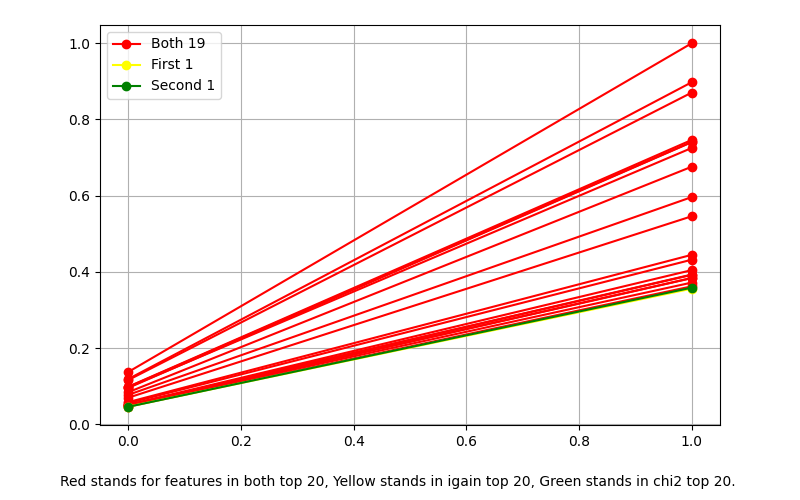 1.0
0.8
0.6
0.4
0.2
0.0
Both 19
First 1
Second 1
0.0 0.2 0.4 0.6 0.8 1.0
Red stands for features in both top 20, Yellow stands in igain top 20, Green stands in chi2 top 20.